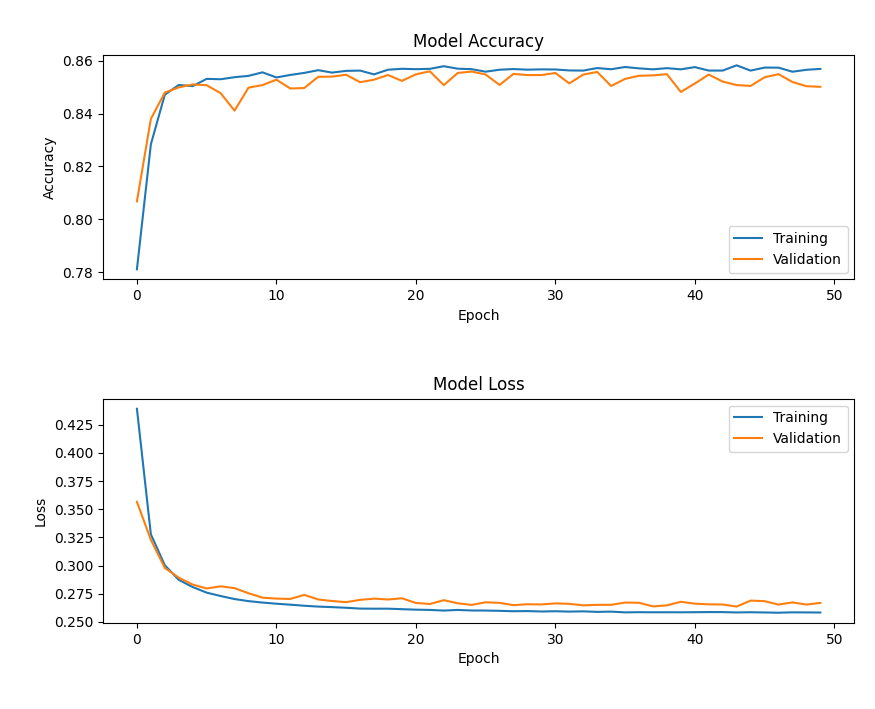 Model Accuracy
0.86
0.84
0.82
0.80
0.78
Accuracy
Training
Validation
0 10 20 30 40 50
Epoch
Model Loss
0.425
0.400
0.375
0.350
0.325
0.300
0.275
0.250
Loss
Training
Validation
0 10 20 30 40 50
Epoch